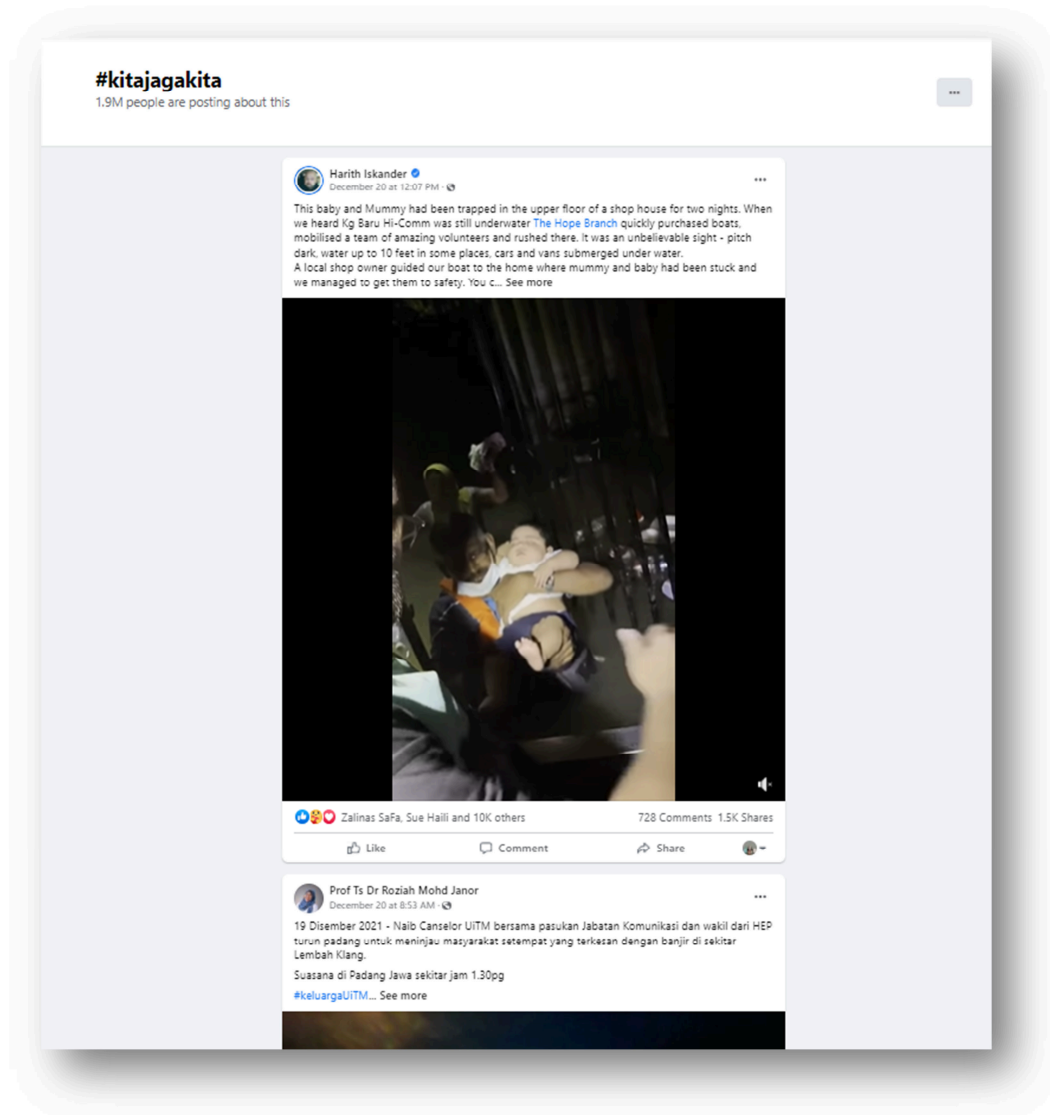 #kitajagakita
1.9M people are posting about this
Harith Iskander
December 20 at 12:07 PM ·
This baby and Mummy had been trapped in the upper floor of a shop house for two nights. When
we heard Kg Baru Hi-Comm was still underwater The Hope Branch quickly purchased boats,
mobilised a team of amazing volunteers and rushed there. It was an unbelievable sight - pitch
dark, water up to 10 feet in some places, cars and vans submerged under water.
A local shop owner guided our boat to the home where mummy and baby had been stuck and
we managed to get them to safety. You c... See more
Zalinas SaFa, Sue Haili and 10K others 728 Comments 1.5K Shares
Like Comment Share
Prof Ts Dr Roziah Mohd Janor
December 20 at 8:53 AM ·
19 Disember 2021 - Naib Canselor UiTM bersama pasukan Jabatan Komunikasi dan wakil dari HEP
turun padang untuk meninjau masyarakat setempat yang terkesan dengan banjir di sekitar
Lembah Klang.
Suasana di Padang Jawa sekitar jam 1.30pg
#keluargaUiTM... See more